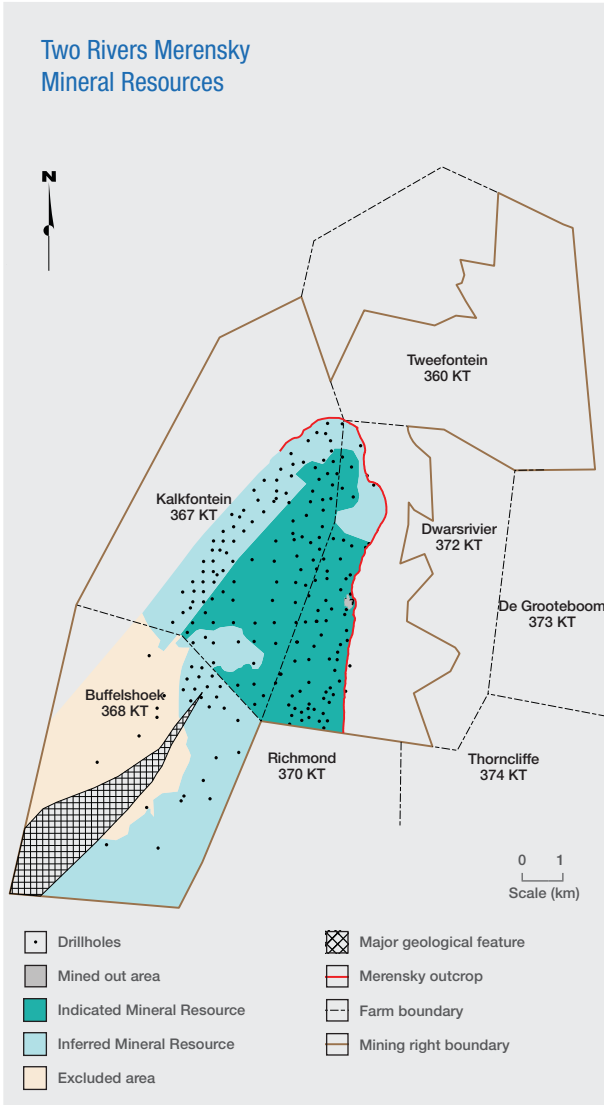 Two Rivers Merensky
Mineral Resources
N
Tweefontein
360 KT
Kalkfontein
367 KT
Dwarsrivier
372 KT
De Grooteboom
373 KT
Buffelshoek
368 KT
Richmond
370 KT
Thorncliffe
374 KT
0 1
Scale (km)
Drillholes
Mined out area
Indicated Mineral Resource
Inferred Mineral Resource
Excluded area
Major geological feature
Merensky outcrop
Farm boundary
Mining right boundary